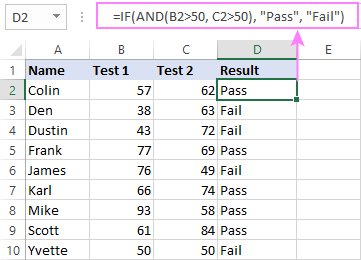 D2 =IF(AND(B2>50, C2>50), "Pass", "Fail")
A B C D E
1 Name Test 1 Test 2 Result
2 Colin 57 62 Pass
3 Den 38 63 Fail
4 Dustin 43 72 Fail
5 Frank 77 69 Pass
6 James 76 49 Fail
7 Karl 66 74 Pass
8 Mike 93 58 Pass
9 Scott 61 84 Pass
10 Yvette 50 50 Fail